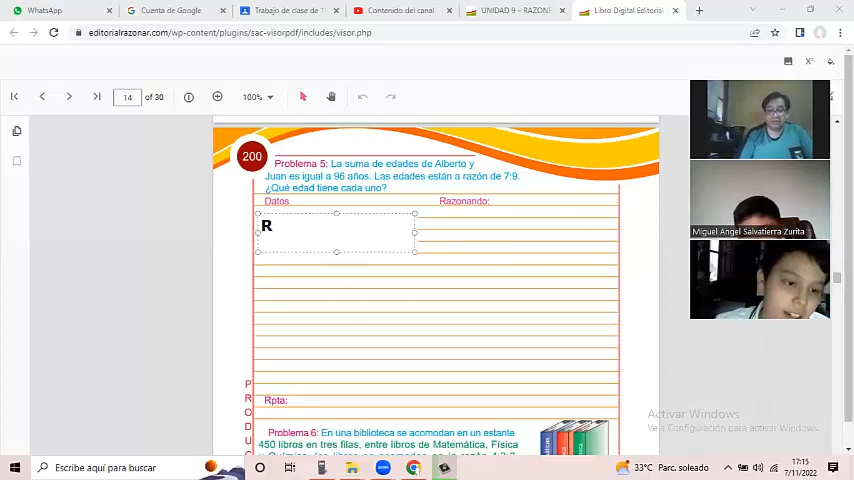 WhatsApp
Cuenta de Google
Trabajo de clase de
Contenido del canal
UNIDAD 9 – RAZONE
Libro Digital Editorial
editorialrazonar.com/wp-content/plugins/sac-visorpdf/includes/visor.php
14 of 30
100%
200
Problema 5: La suma de edades de Alberto y
Juan es igual a 96 años. Las edades están a razón de 7:9.
¿Qué edad tiene cada uno?
Datos
Razonando:
R
Miguel Angel Salvatierra Zurita
P
R
O
D
U
Rpta:
Problema 6: En una biblioteca se acomodan en un estante
450 libros en tres filas, entre libros de Matemática, Física
Activar Windows
Ve a Configuración para activar Windows.
Escribe aquí para buscar
33°C Parc. soleado
17:15
7/11/2022